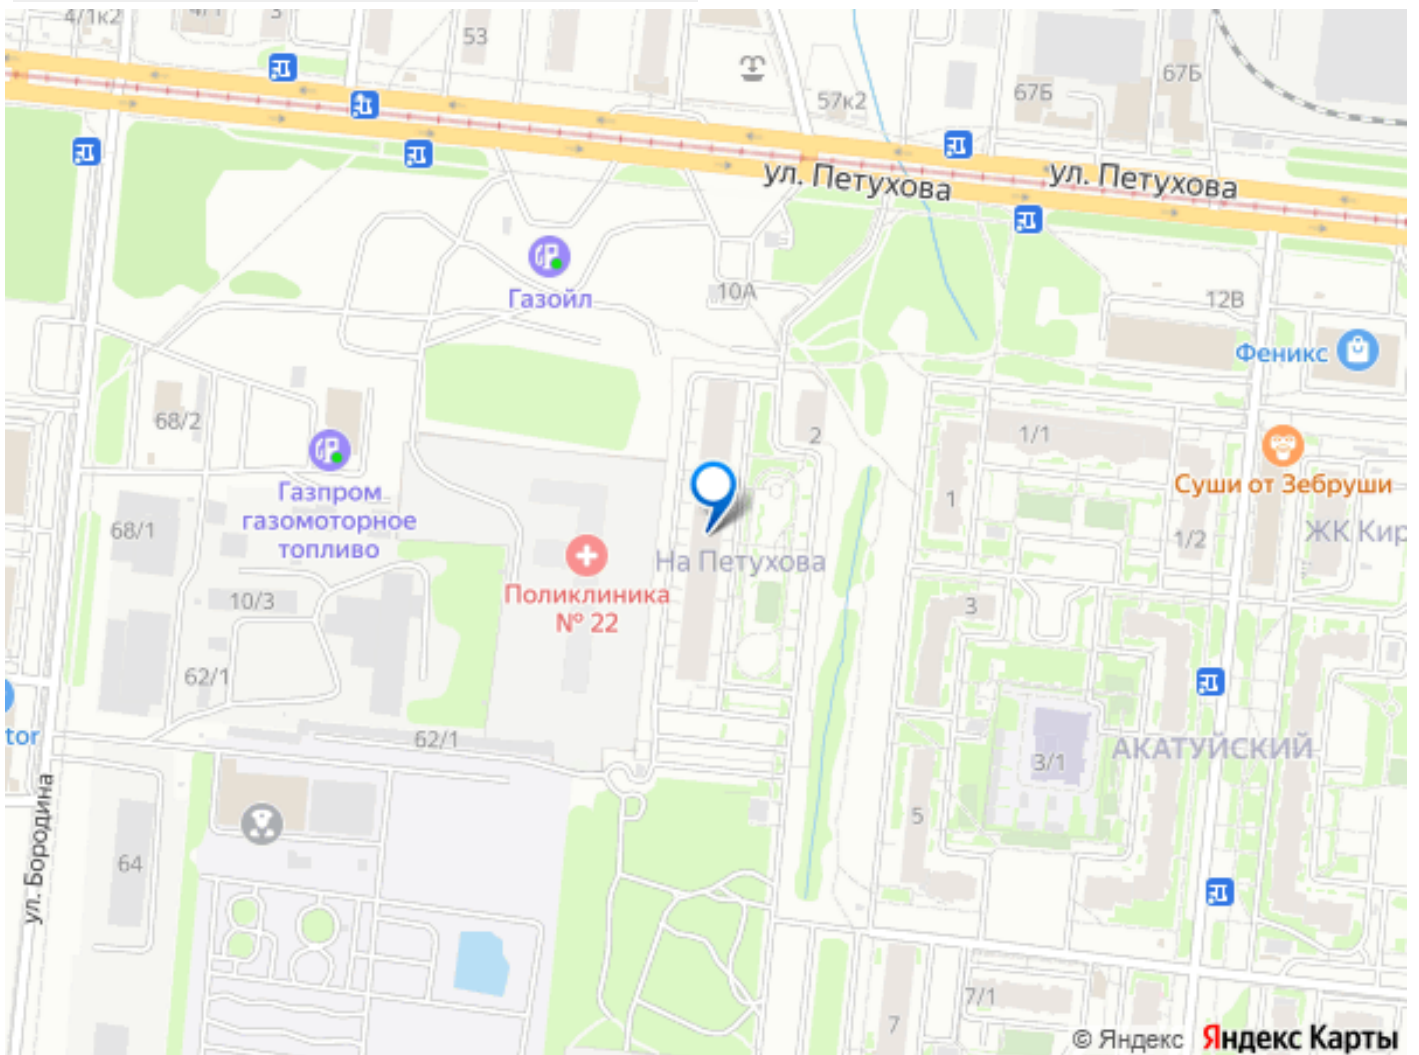 4/1к2
4/1
3
53
57к2
67Б
67Б
ул. Петухова
ул. Петухова
Газойл
10А
12В
Феникс
68/2
2
1/1
1
Суши от Зебруши
Газпром
газомоторное
топливо
68/1
1/2
ЖК Кир
На Петухова
Поликлиника
№ 22
10/3
3
62/1
62/1
tor
3/1
АКАТУЙСКИЙ
ул. Бородина
5
64
7/1
7
© Яндекс Яндекс Карты